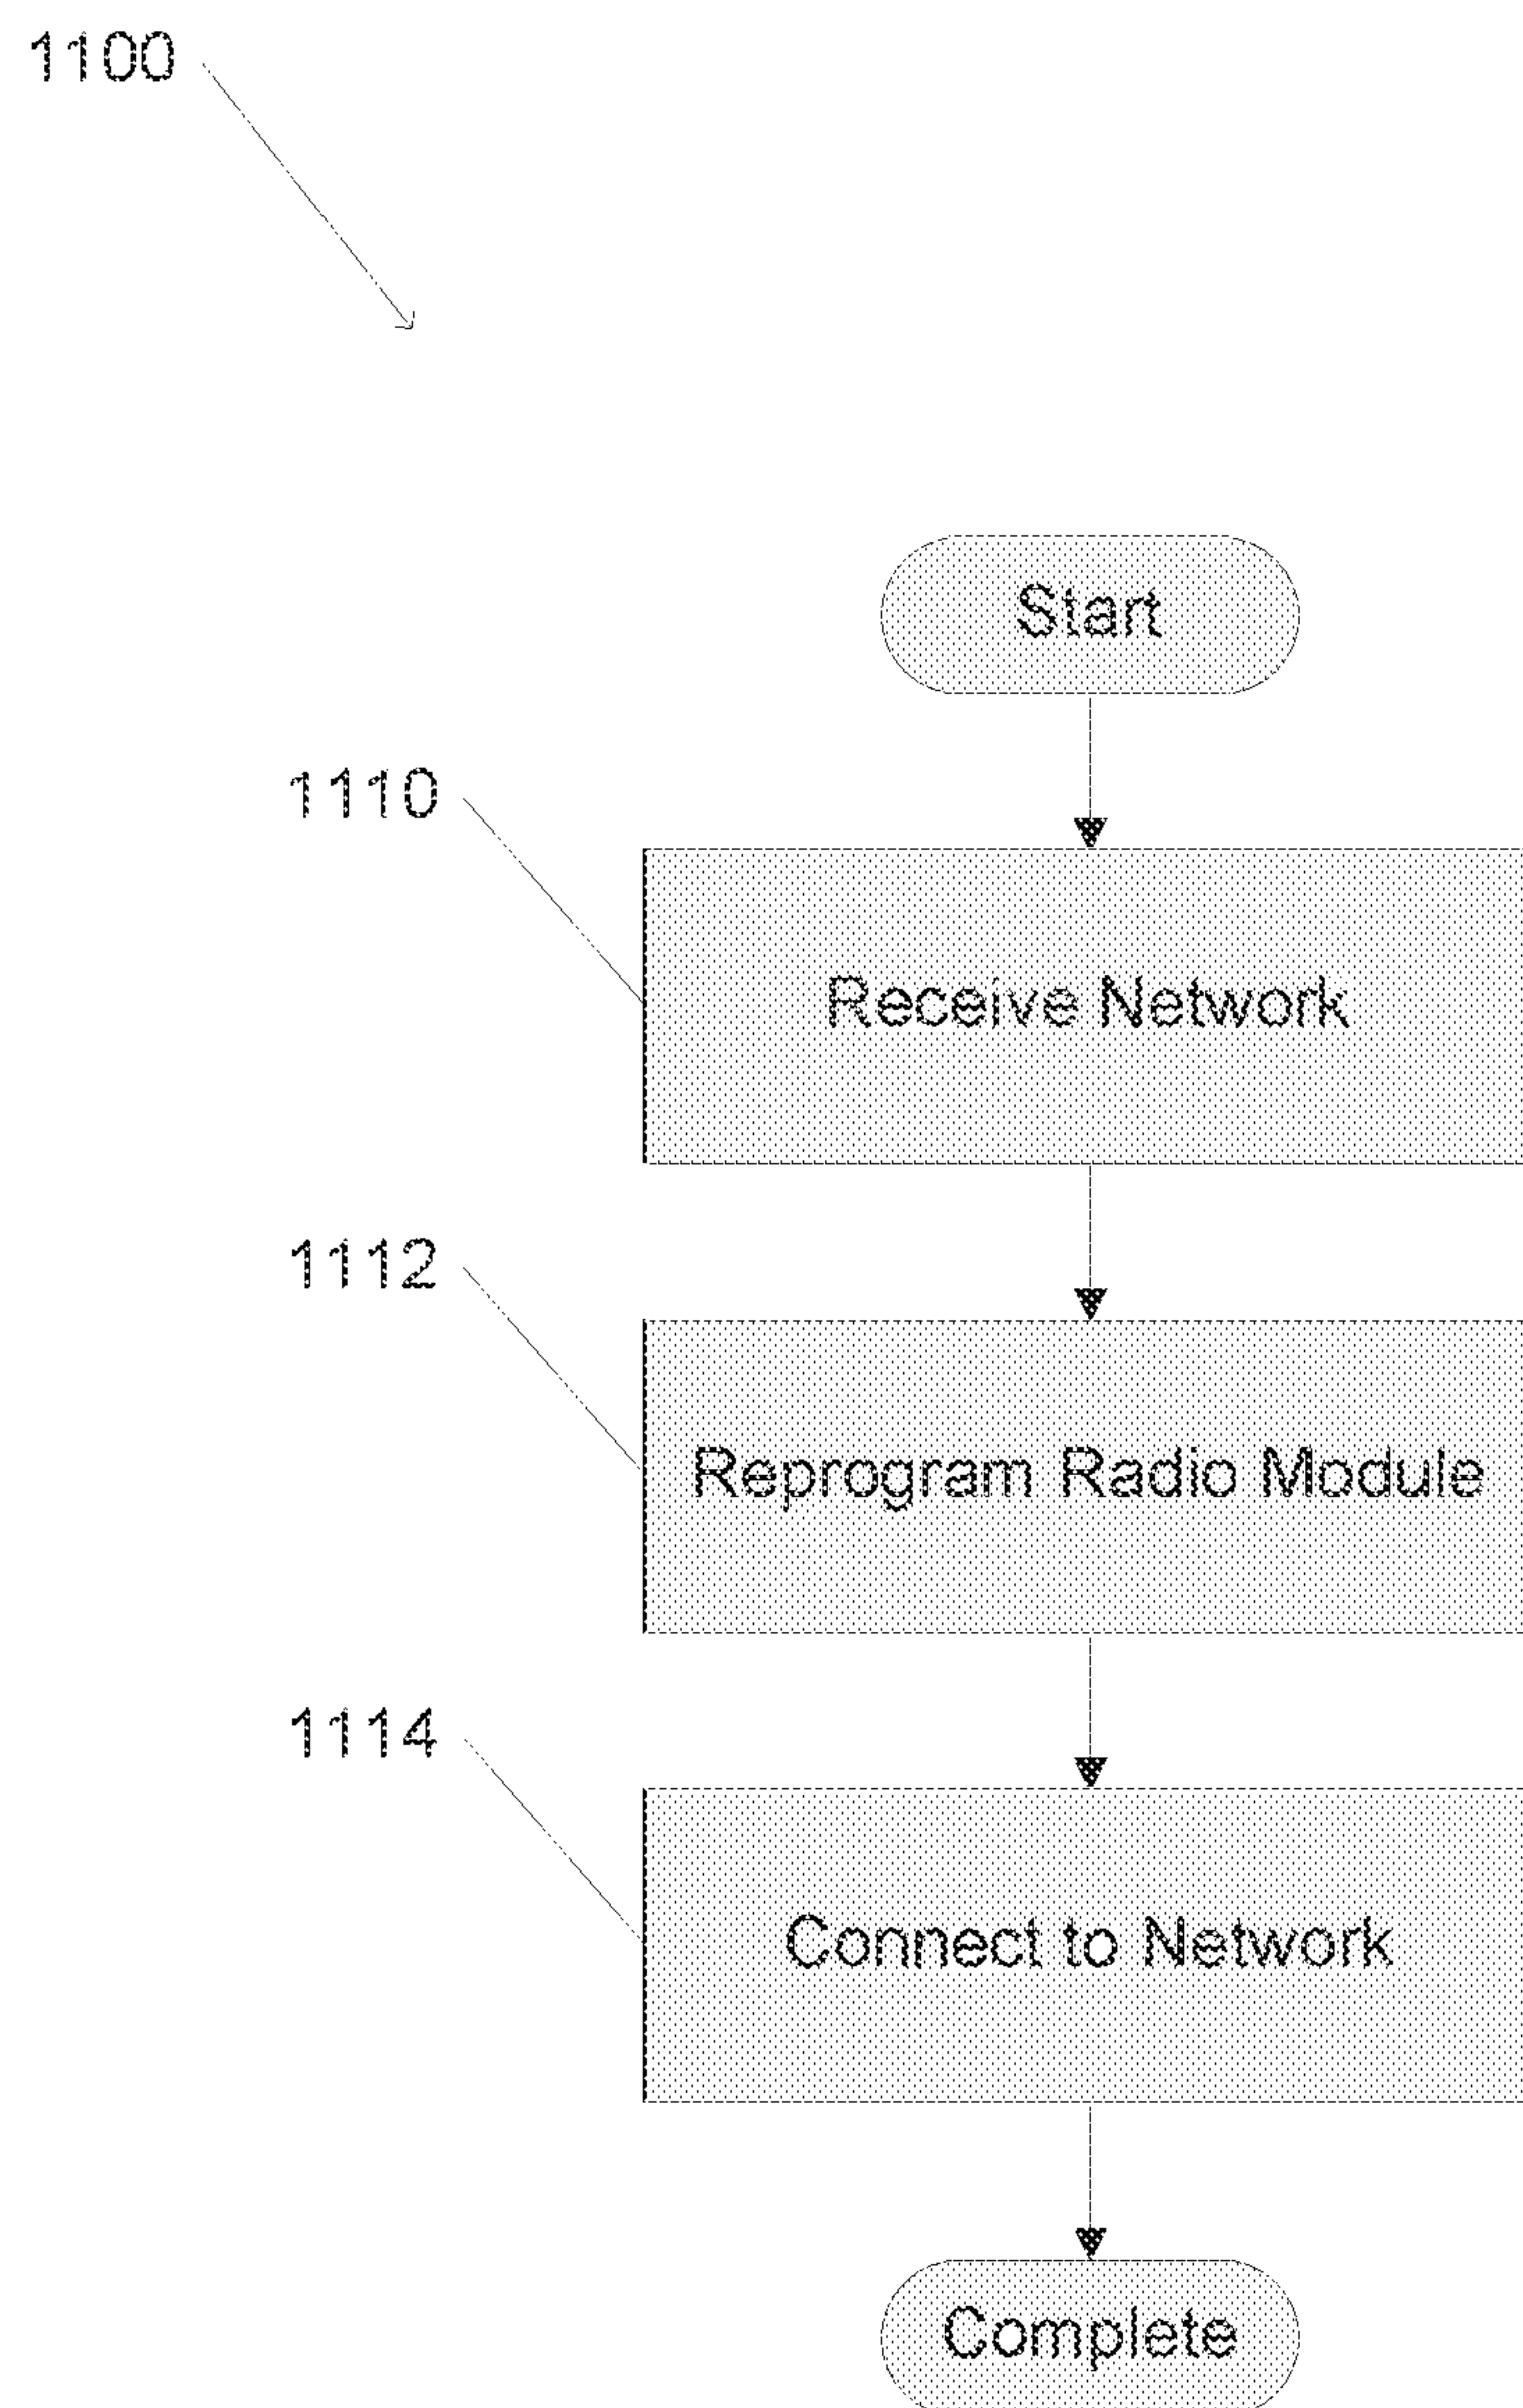 1100
Start
1110
Receive Network
1112
Reprogram Radio Module
1114
Connect to Network
Complete